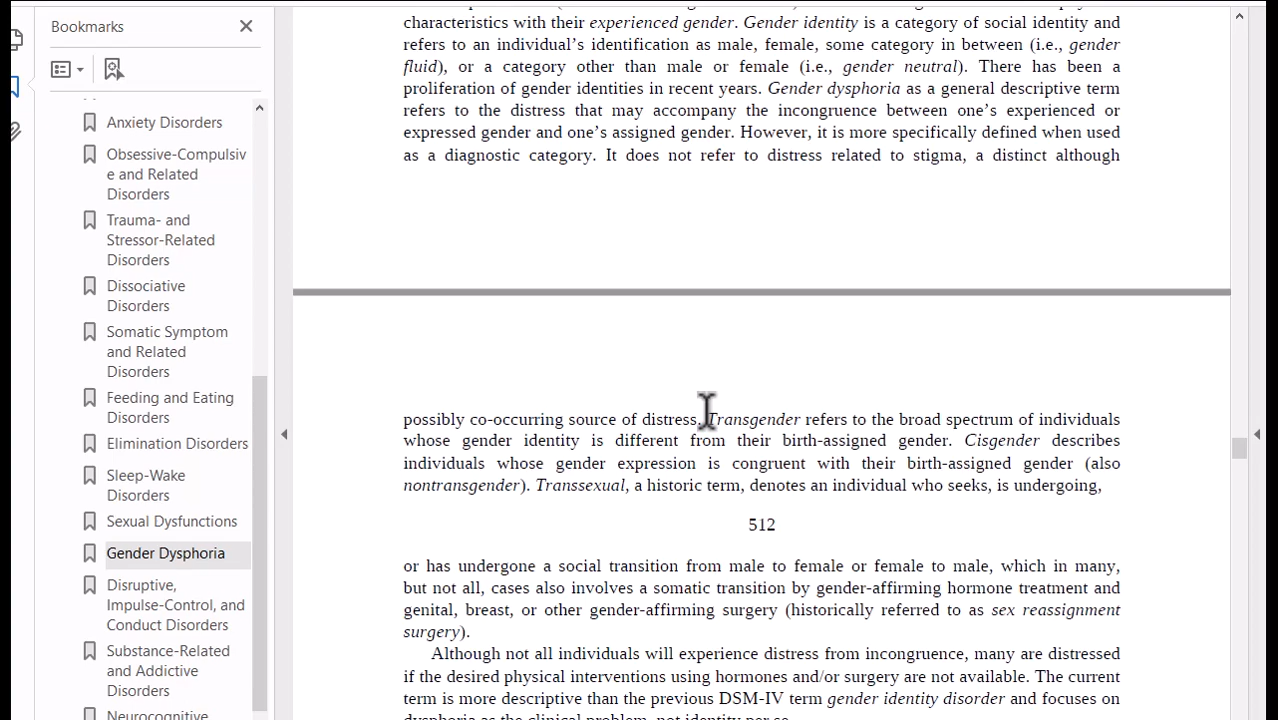 Bookmarks
Anxiety Disorders
Obsessive-Compulsiv
e and Related
Disorders
Trauma- and
Stressor-Related
Disorders
Dissociative
Disorders
Somatic Symptom
and Related
Disorders
Feeding and Eating
Disorders
Elimination Disorders
Sleep-Wake
Disorders
Sexual Dysfunctions
Gender Dysphoria
Disruptive,
Impulse-Control, and
Conduct Disorders
Substance-Related
and Addictive
Disorders
Neurocognitive
characteristics with their experienced gender. Gender identity is a category of social identity and
refers to an individual's identification as male, female, some category in between (i.e., gender
fluid), or a category other than male or female (i.e., gender neutral). There has been a
proliferation of gender identities in recent years. Gender dysphoria as a general descriptive term
refers to the distress that may accompany the incongruence between one's experienced or
expressed gender and one's assigned gender. However, it is more specifically defined when used
as a diagnostic category. It does not refer to distress related to stigma, a distinct although
possibly co-occurring source of distress. Transgender refers to the broad spectrum of individuals
whose gender identity is different from their birth-assigned gender. Cisgender describes
individuals whose gender expression is congruent with their birth-assigned gender (also
nontransgender). Transsexual, a historic term, denotes an individual who seeks, is undergoing,
512
or has undergone a social transition from male to female or female to male, which in many,
but not all, cases also involves a somatic transition by gender-affirming hormone treatment and
genital, breast, or other gender-affirming surgery (historically referred to as sex reassignment
surgery).
Although not all individuals will experience distress from incongruence, many are distressed
if the desired physical interventions using hormones and/or surgery are not available. The current
term is more descriptive than the previous DSM-IV term gender identity disorder and focuses on
dysphoria as the clinical problem, not identity per se.